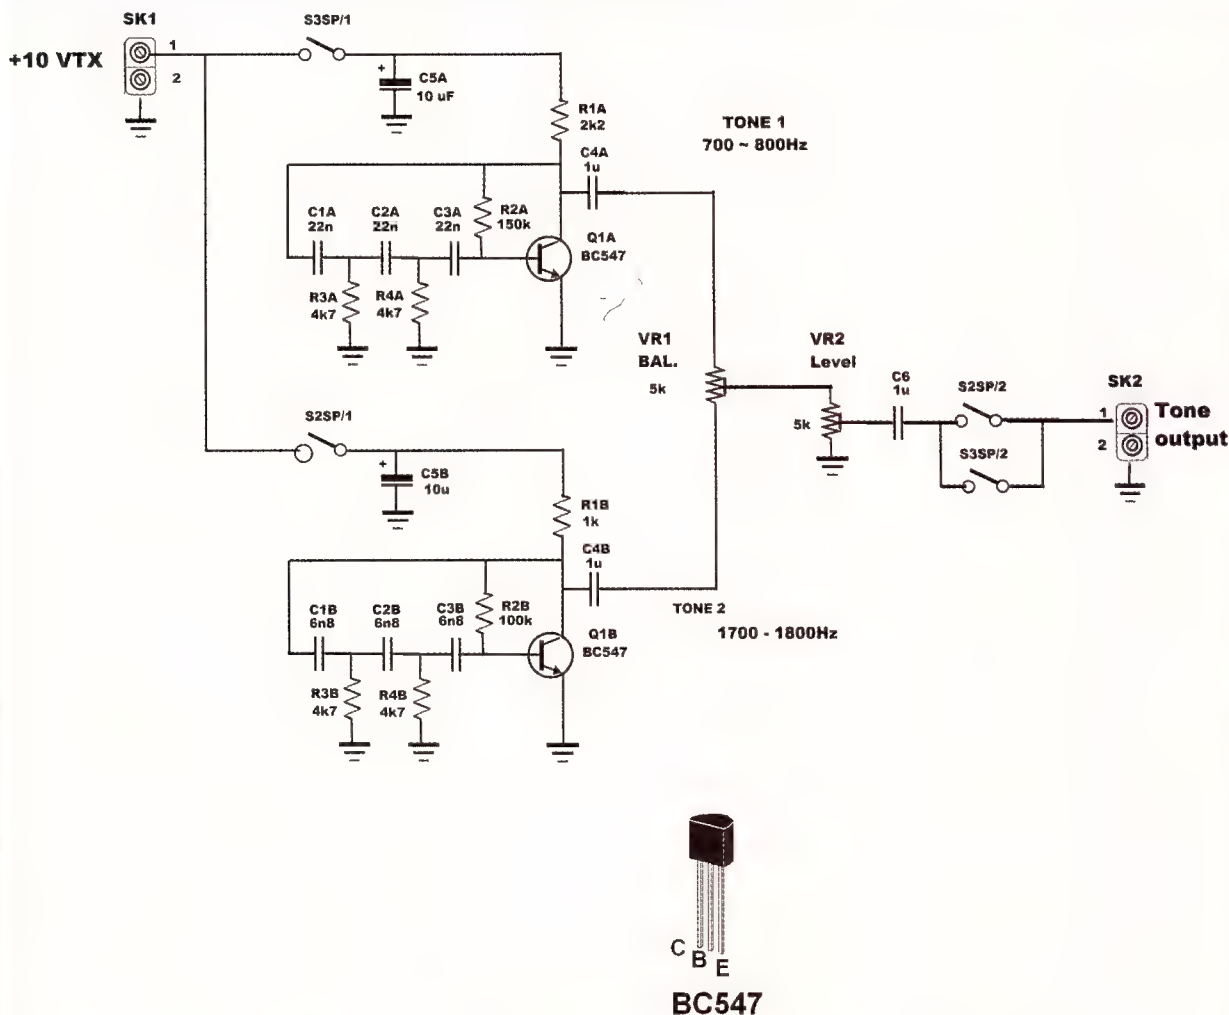 SK1
+10 VTX
1
2
S3SP/1
+
C5A
10 uF
R1A
2k2
C4A
1u
TONE 1
700 ~ 800Hz
C1A
22n
C2A
22n
C3A
22n
R2A
150k
Q1A
BC547
R3A
4k7
R4A
4k7
VR1
BAL.
5k
VR2
Level
5k
C6
1u
S2SP/2
S3SP/2
SK2
1
2
Tone
output
S2SP/1
+
C5B
10u
R1B
1k
C4B
1u
TONE 2
1700 - 1800Hz
C1B
6n8
C2B
6n8
C3B
6n8
R2B
100k
Q1B
BC547
R3B
4k7
R4B
4k7
C
B
E
BC547